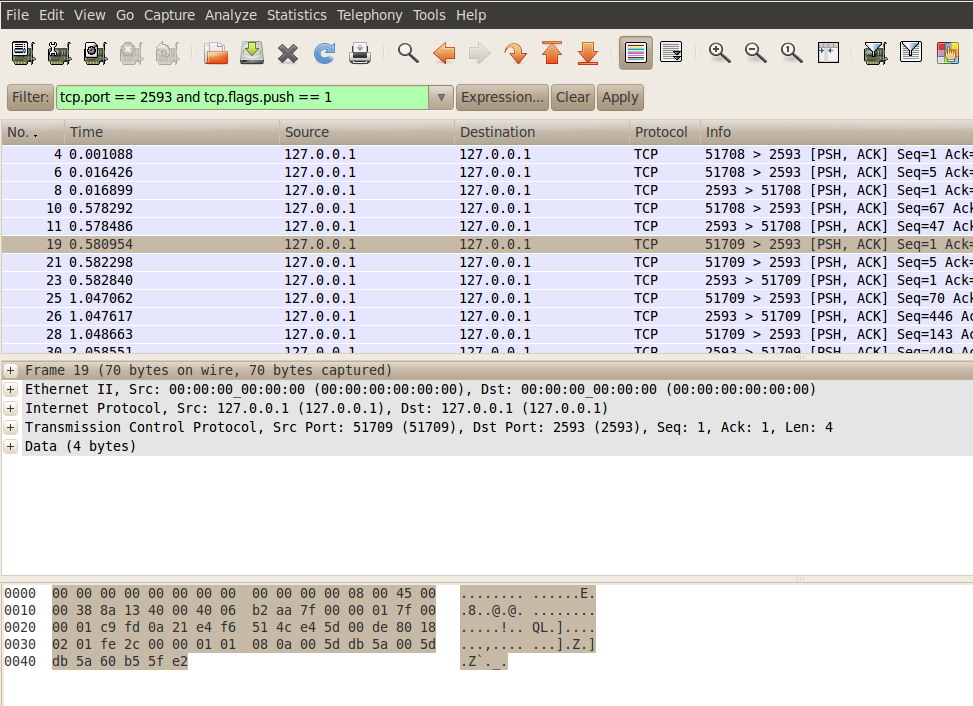 File Edit View Go Capture Analyze Statistics Telephony Tools Help
Filter: tcp.port == 2593 and tcp.flags.push == 1 Expression... Clear Apply
No. Time Source Destination Protocol Info
4 0.001088 127.0.0.1 127.0.0.1 TCP 51708 > 2593 [PSH, ACK] Seq=1 Ack=
6 0.016426 127.0.0.1 127.0.0.1 TCP 51708 > 2593 [PSH, ACK] Seq=5 Ack=
8 0.016899 127.0.0.1 127.0.0.1 TCP 2593 > 51708 [PSH, ACK] Seq=1 Ack=
10 0.578292 127.0.0.1 127.0.0.1 TCP 51708 > 2593 [PSH, ACK] Seq=67 Ack
11 0.578486 127.0.0.1 127.0.0.1 TCP 2593 > 51708 [PSH, ACK] Seq=47 Ack
19 0.580954 127.0.0.1 127.0.0.1 TCP 51709 > 2593 [PSH, ACK] Seq=1 Ack=
21 0.582298 127.0.0.1 127.0.0.1 TCP 51709 > 2593 [PSH, ACK] Seq=5 Ack=
23 0.582840 127.0.0.1 127.0.0.1 TCP 2593 > 51709 [PSH, ACK] Seq=1 Ack=
25 1.047062 127.0.0.1 127.0.0.1 TCP 51709 > 2593 [PSH, ACK] Seq=70 Ack
26 1.047617 127.0.0.1 127.0.0.1 TCP 2593 > 51709 [PSH, ACK] Seq=446 Ac
28 1.048663 127.0.0.1 127.0.0.1 TCP 51709 > 2593 [PSH, ACK] Seq=143 Ac
30 2.058551 127.0.0.1 127.0.0.1 TCP 2593 > 51709 [PSH, ACK] Seq=449 Ac
Frame 19 (70 bytes on wire, 70 bytes captured)
Ethernet II, Src: 00:00:00_00:00:00 (00:00:00:00:00:00), Dst: 00:00:00_00:00:00 (00:00:00:00:00:00)
Internet Protocol, Src: 127.0.0.1 (127.0.0.1), Dst: 127.0.0.1 (127.0.0.1)
Transmission Control Protocol, Src Port: 51709 (51709), Dst Port: 2593 (2593), Seq: 1, Ack: 1, Len: 4
Data (4 bytes)
0000 00 00 00 00 00 00 00 00 00 00 00 00 08 00 45 00 ........ ......E.
0010 00 38 8a 13 40 00 40 06 b2 aa 7f 00 00 01 7f 00 .8..@.@. ........
0020 00 01 c9 fd 0a 21 e4 f6 51 4c e4 5d 00 de 80 18 .....!.. QL.]....
0030 02 01 fe 2c 00 00 01 01 08 0a 00 5d db 5a 00 5d ...,.... ...].Z.]
0040 db 5a 60 b5 5f e2 .Z`._.